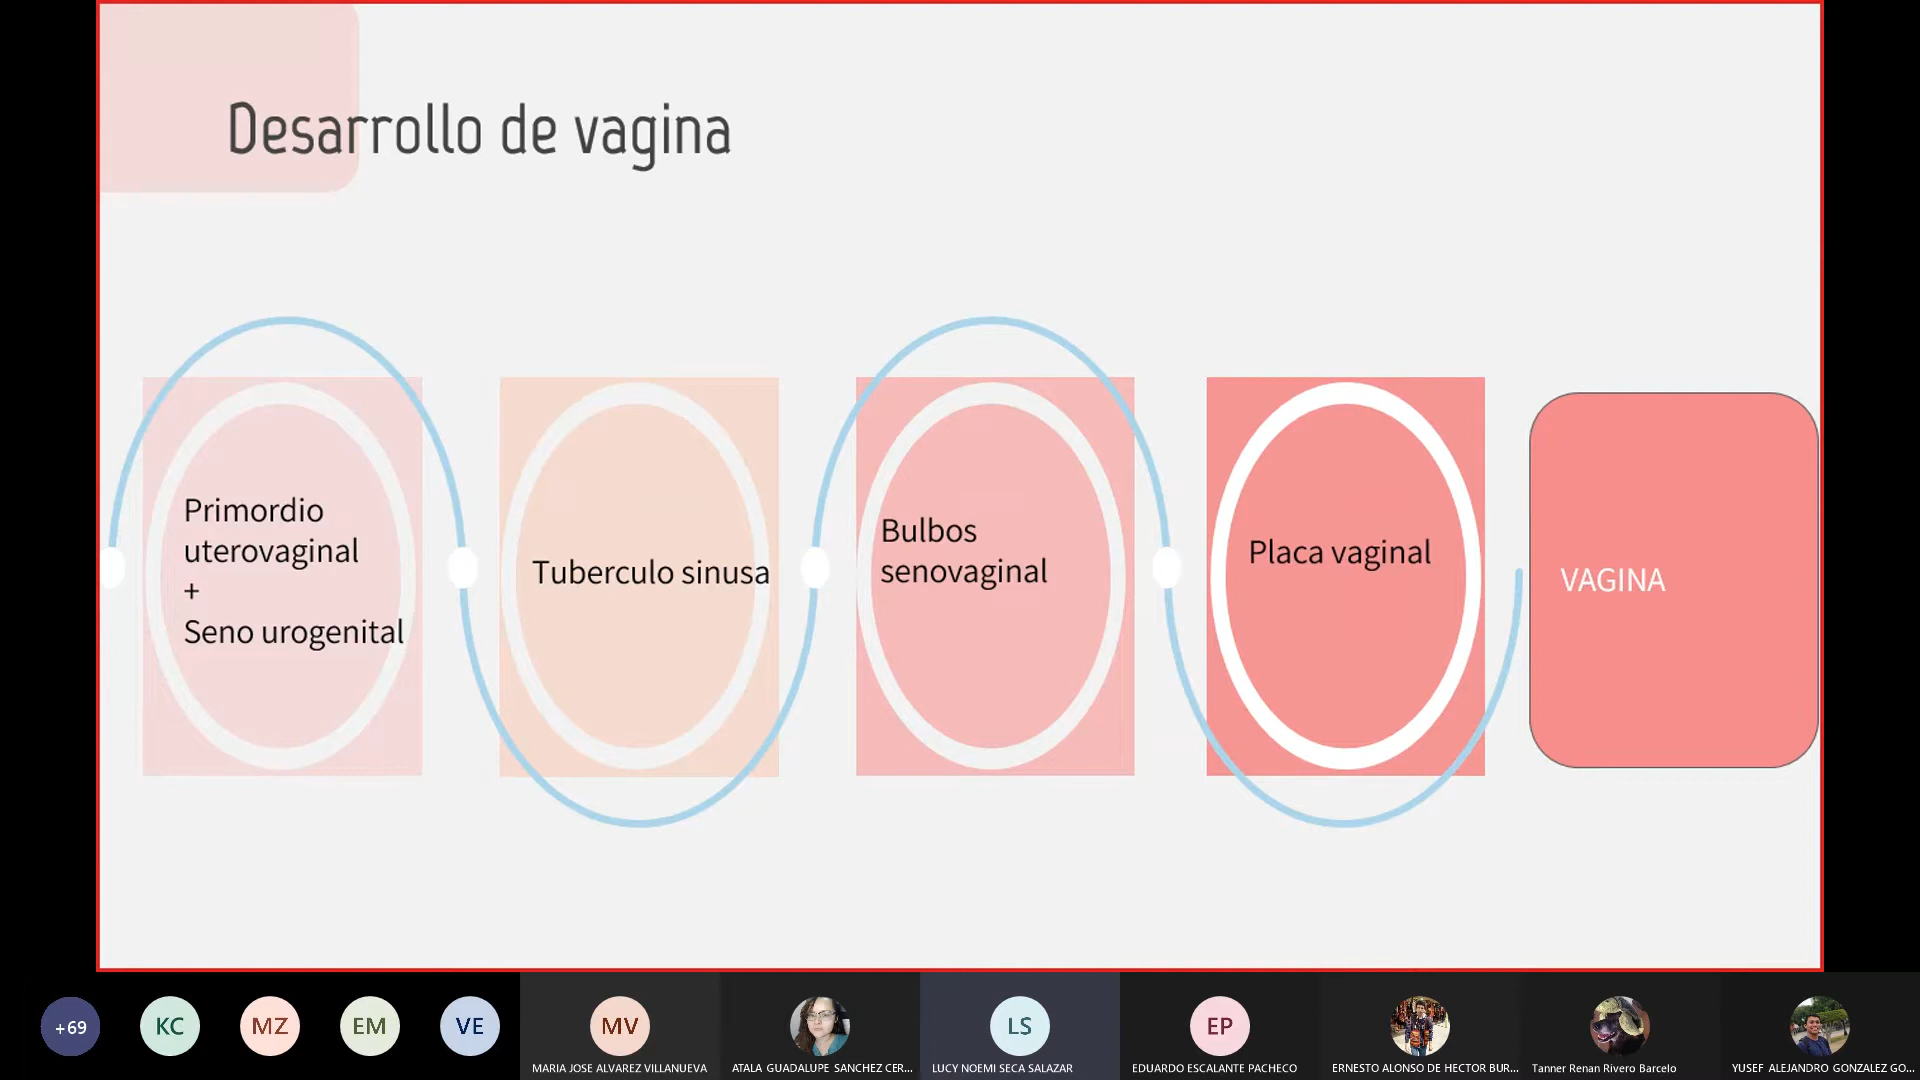 Desarrollo de vagina
Primordio
uterovaginal
+
Seno urogenital
Tuberculo sinusa
Bulbos
senovaginal
Placa vaginal
VAGINA
+69
KC
MZ
EM
VE
MV
LS
EP
MARIA JOSE ALVAREZ VILLANUEVA
ATALA GUADALUPE SANCHEZ CER...
LUCY NOEMI SECA SALAZAR
EDUARDO ESCALANTE PACHECO
ERNESTO ALONSO DE HECTOR BUR...
Tanner Renan Rivero Barcelo
YUSEF ALEJANDRO GONZALEZ GO...